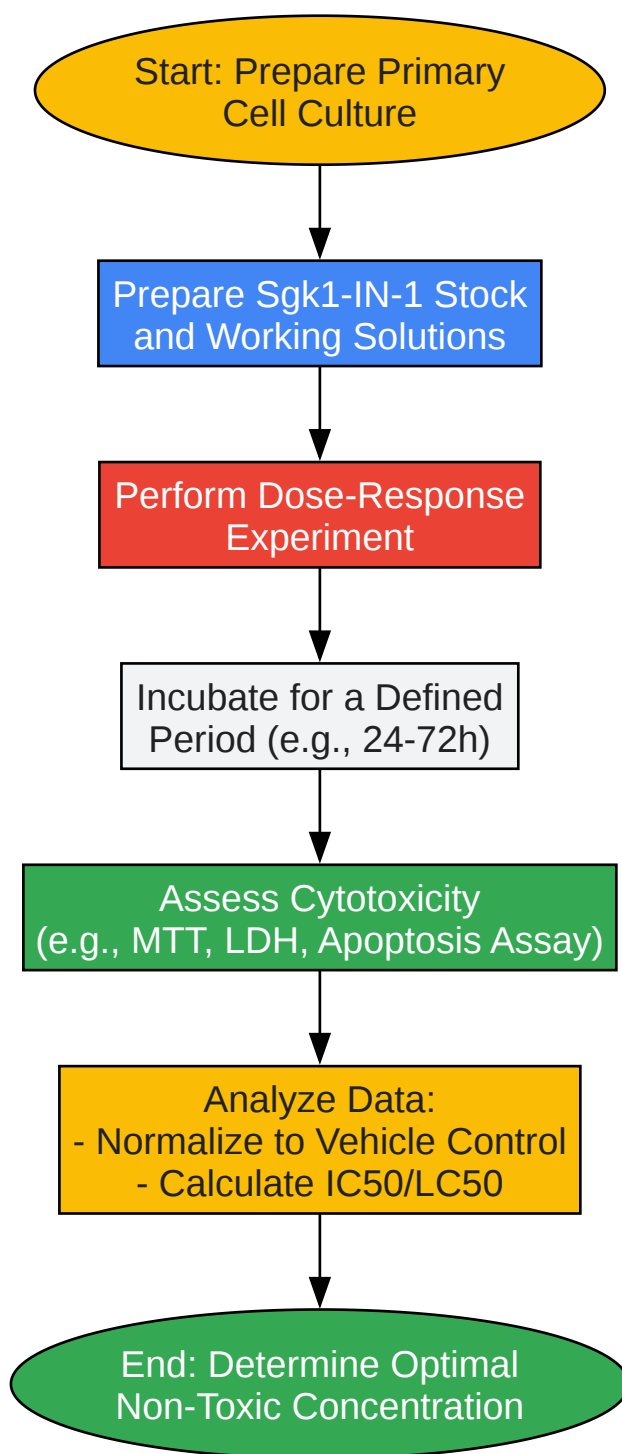 Start: Prepare Primary
Cell Culture
Prepare Sgk1-IN-1 Stock
and Working Solutions
Perform Dose-Response
Experiment
Incubate for a Defined
Period (e.g., 24-72h)
Assess Cytotoxicity
(e.g., MTT, LDH, Apoptosis Assay)
Analyze Data:
- Normalize to Vehicle Control
- Calculate IC50/LC50
End: Determine Optimal
Non-Toxic Concentration